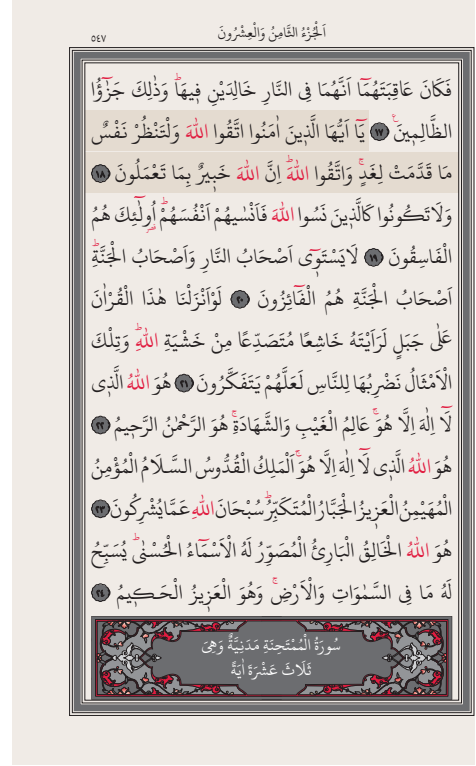 اَلْجُزْءُ الثَّامِنُ وَالْعِشْرُونَ
٥٤٧
فَكَانَ عَاقِبَتَهُمَٓا اَنَّهُمَا فِي النَّارِ خَالِدَيْنِ ف۪يهَاۜ وَذٰلِكَ جَزٰٓؤُا
الظَّالِم۪ينَ۟ ﴿١٧﴾ يَٓا اَيُّهَا الَّذ۪ينَ اٰمَنُوا اتَّقُوا اللّٰهَ وَلْتَنْظُرْ نَفْسٌ
مَا قَدَّمَتْ لِغَدٍۚ وَاتَّقُوا اللّٰهَۜ اِنَّ اللّٰهَ خَب۪يرٌ بِمَا تَعْمَلُونَ ﴿١٨﴾
وَلَا تَكُونُوا كَالَّذ۪ينَ نَسُوا اللّٰهَ فَاَنْسٰيهُمْ اَنْفُسَهُمْۜ اُو۬لٰٓئِكَ هُمُ
الْفَاسِقُونَ ﴿١٩﴾ لَا يَسْتَو۪ٓي اَصْحَابُ النَّارِ وَاَصْحَابُ الْجَنَّةِۜ
اَصْحَابُ الْجَنَّةِ هُمُ الْفَٓائِزُونَ ﴿٢٠﴾ لَوْ اَنْزَلْنَا هٰذَا الْقُرْاٰنَ
عَلٰى جَبَلٍ لَرَاَيْتَهُ خَاشِعًا مُتَصَدِّعًا مِنْ خَشْيَةِ اللّٰهِۜ وَتِلْكَ
الْاَمْثَالُ نَضْرِبُهَا لِلنَّاسِ لَعَلَّهُمْ يَتَفَكَّرُونَ ﴿٢١﴾ هُوَ اللّٰهُ الَّذ۪ي
لَٓا اِلٰهَ اِلَّا هُوَۚ عَالِمُ الْغَيْبِ وَالشَّهَادَةِۚ هُوَ الرَّحْمٰنُ الرَّح۪يمُ ﴿٢٢﴾
هُوَ اللّٰهُ الَّذ۪ي لَٓا اِلٰهَ اِلَّا هُوَۚ اَلْمَلِكُ الْقُدُّوسُ السَّلَامُ الْمُؤْمِنُ
الْمُهَيْمِنُ الْعَز۪يزُ الْجَبَّارُ الْمُتَكَبِّرُۜ سُبْحَانَ اللّٰهِ عَمَّا يُشْرِكُونَ ﴿٢٣﴾
هُوَ اللّٰهُ الْخَالِقُ الْبَارِئُ الْمُصَوِّرُ لَهُ الْاَسْمَٓاءُ الْحُسْنٰىۜ يُسَبِّحُ
لَهُ مَا فِي السَّمٰوَاتِ وَالْاَرْضِۚ وَهُوَ الْعَز۪يزُ الْحَك۪يمُ ﴿٢٤﴾
سُورَةُ الْمُمْتَحِنَةِ مَدَنِيَّةٌ وَهِيَ
ثَلَاثَ عَشْرَةَ اٰيَةً